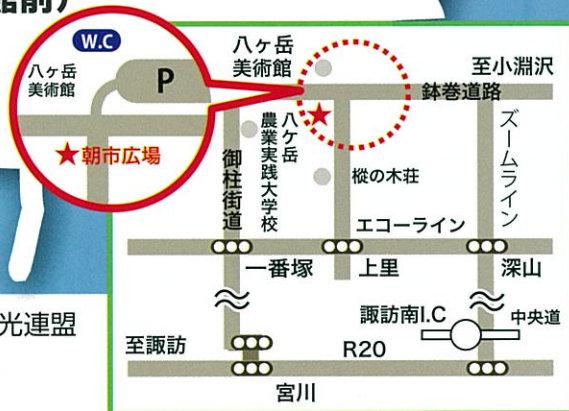 館前）
W.C
八ヶ岳
美術館
P
★朝市広場
八ヶ岳
美術館
至小淵沢
鉢巻道路
★
八ヶ岳
農業実践大学校
御柱街道
樅の木荘
ズームライン
エコーライン
一番塚
上里
深山
諏訪南I.C
中央道
至諏訪
R20
宮川
光連盟